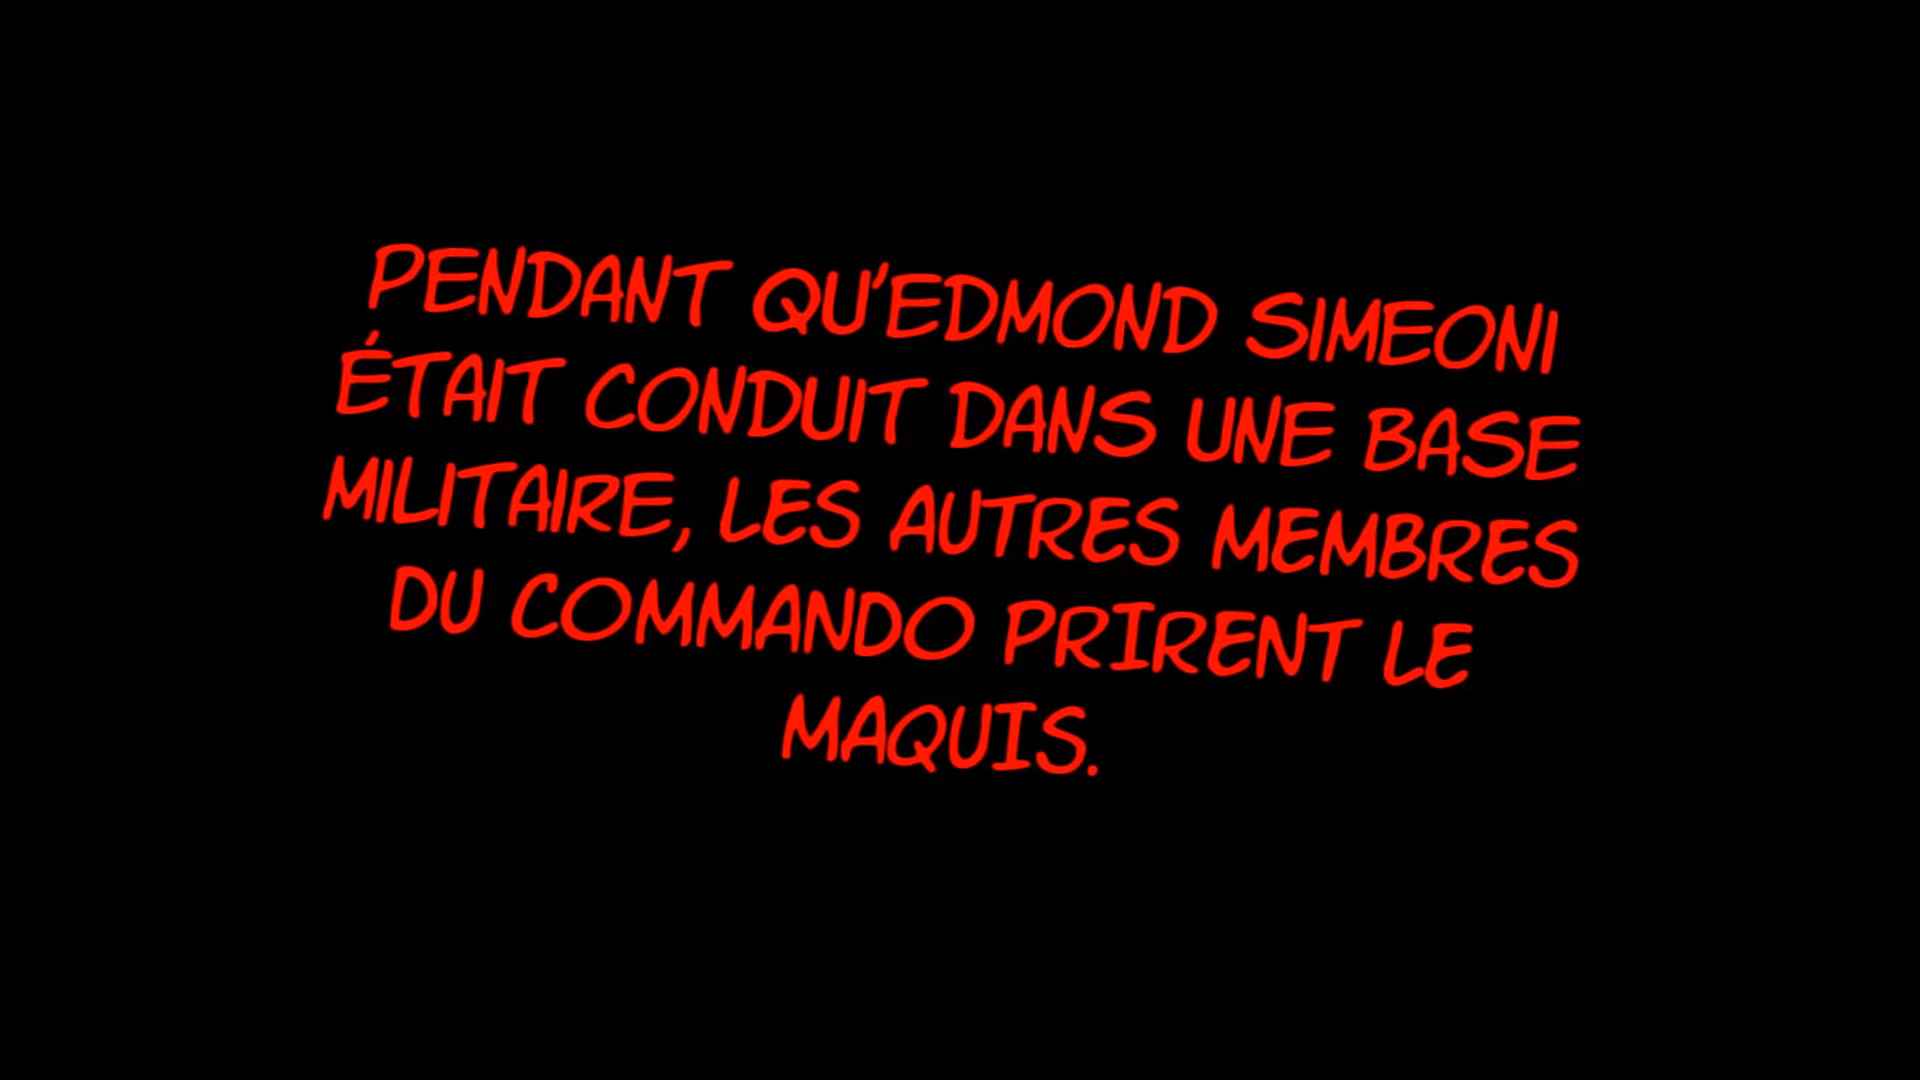 PENDANT QU'EDMOND SIMEONI
ÉTAIT CONDUIT DANS UNE BASE
MILITAIRE, LES AUTRES MEMBRES
DU COMMANDO PRIRENT LE
MAQUIS.